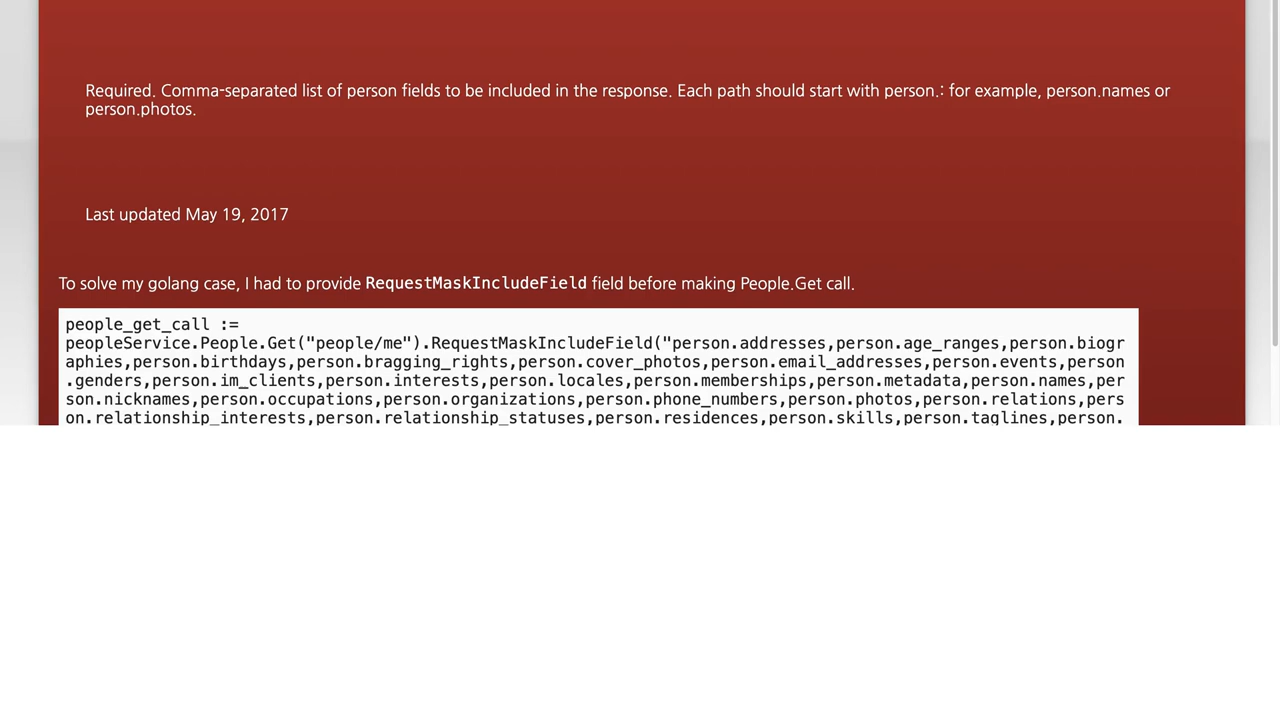 Required. Comma-separated list of person fields to be included in the response. Each path should start with person.: for example, person.names or
person.photos.
Last updated May 19, 2017
To solve my golang case, I had to provide RequestMaskIncludeField field before making People.Get call.
people_get_call :=
peopleService.People.Get("people/me").RequestMaskIncludeField("person.addresses,person.age_ranges,person.biogr
aphies,person.birthdays,person.bragging_rights,person.cover_photos,person.email_addresses,person.events,person
.genders,person.im_clients,person.interests,person.locales,person.memberships,person.metadata,person.names,per
son.nicknames,person.occupations,person.organizations,person.phone_numbers,person.photos,person.relations,pers
on.relationship_interests,person.relationship_statuses,person.residences,person.skills,person.taglines,person.